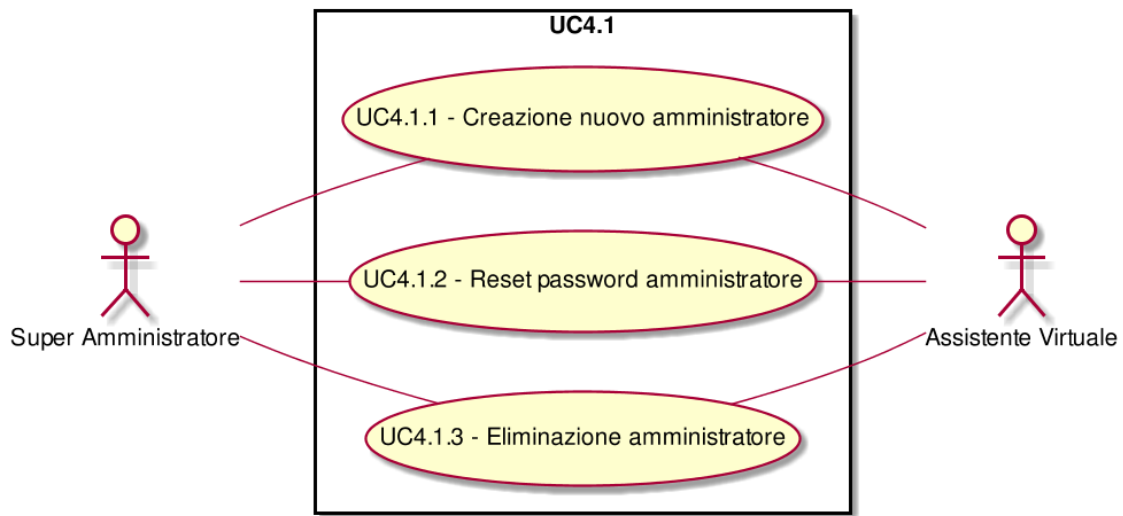 UC4.1
UC4.1.1 - Creazione nuovo amministratore
UC4.1.2 - Reset password amministratore
Super Amministratore
Assistente Virtuale
UC4.1.3 - Eliminazione amministratore